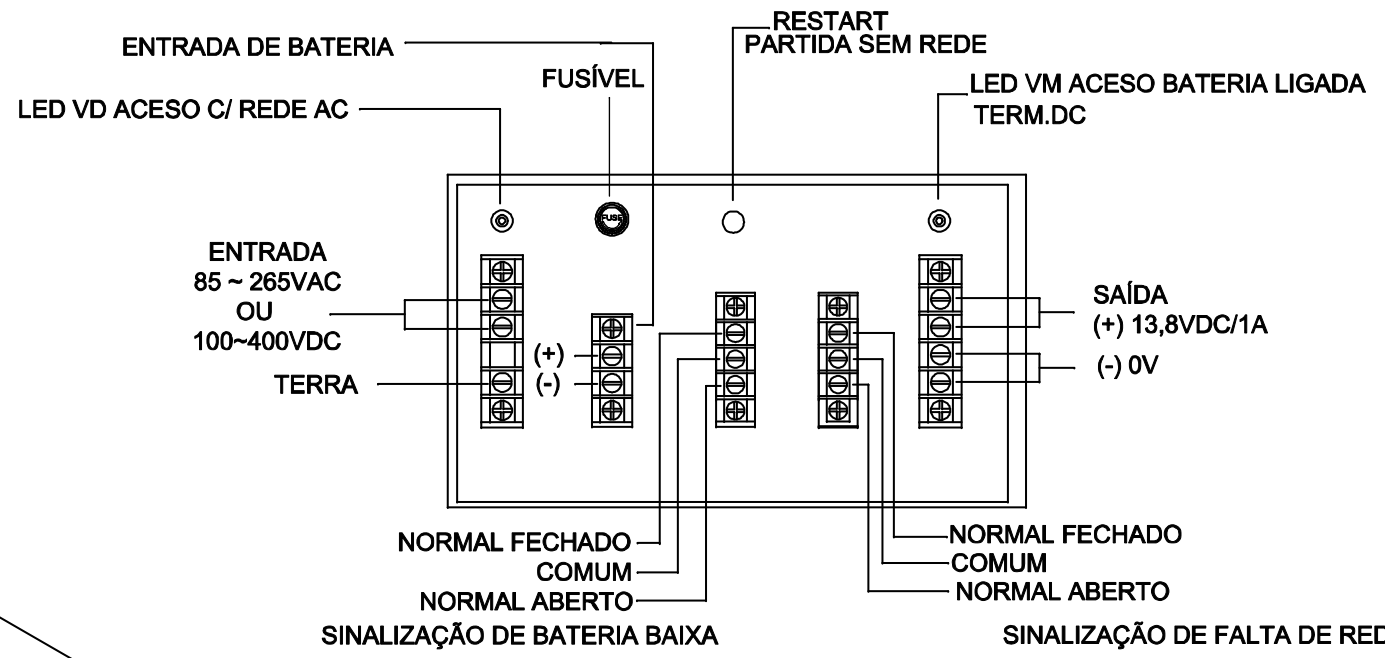 RESTART
PARTIDA SEM REDE
ENTRADA DE BATERIA
FUSÍVEL
LED VM ACESO BATERIA LIGADA
TERM.DC
LED VD ACESO C/ REDE AC
FUSE
ENTRADA
85 ~ 265VAC
OU
100~400VDC
TERRA
(+)
(-)
SAÍDA
(+) 13,8VDC/1A
(-) 0V
NORMAL FECHADO
COMUM
NORMAL ABERTO
SINALIZAÇÃO DE BATERIA BAIXA
NORMAL FECHADO
COMUM
NORMAL ABERTO
SINALIZAÇÃO DE FALTA DE RED